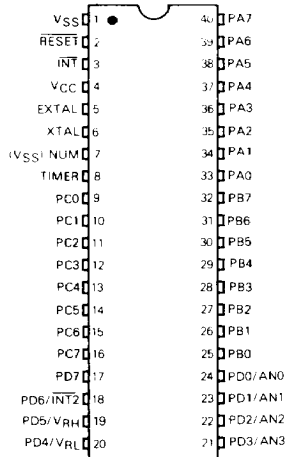 VSS 1 40 PA7
RESET 2 39 PA6
INT 3 38 PA5
VCC 4 37 PA4
EXTAL 5 36 PA3
XTAL 6 35 PA2
(VSS) NUM 7 34 PA1
TIMER 8 33 PA0
PC0 9 32 PB7
PC1 10 31 PB6
PC2 11 30 PB5
PC3 12 29 PB4
PC4 13 28 PB3
PC5 14 27 PB2
PC6 15 26 PB1
PC7 16 25 PB0
PD7 17 24 PD0/AN0
PD6/INT2 18 23 PD1/AN1
PD5/VRH 19 22 PD2/AN2
PD4/VRL 20 21 PD3/AN3